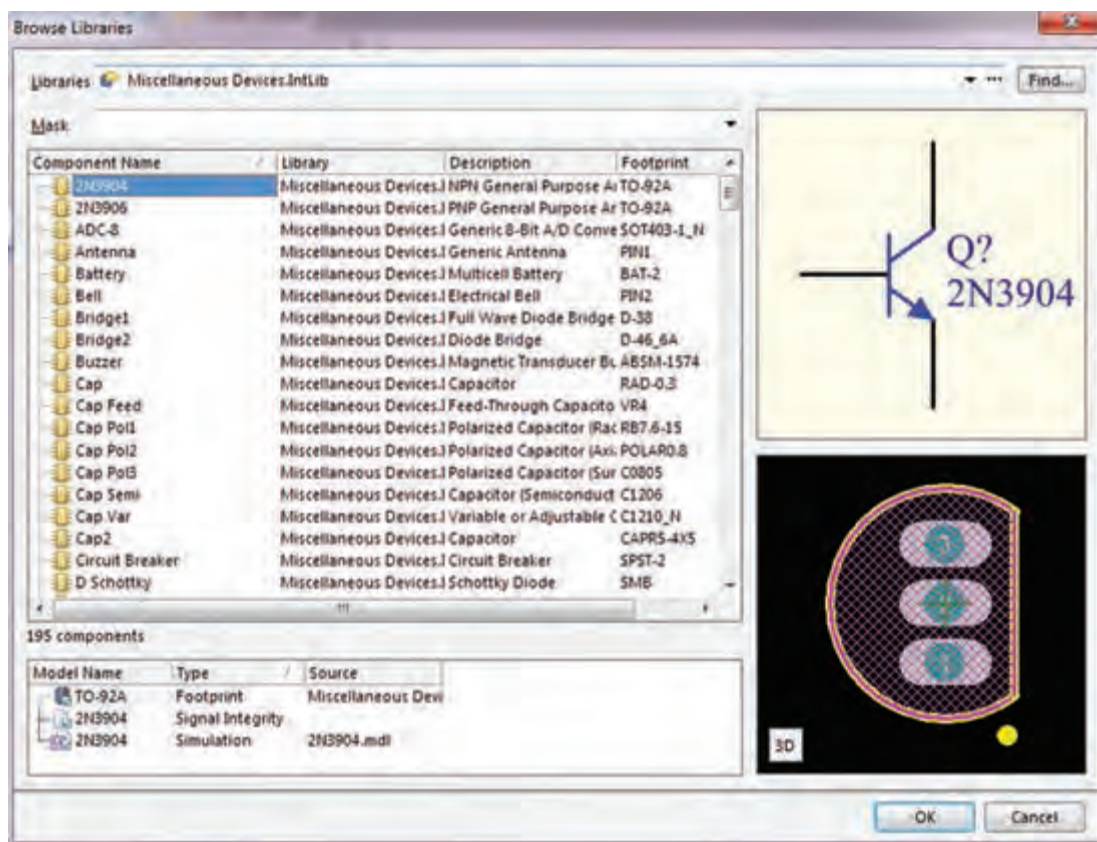 Browse Libraries
Libraries Miscellaneous Devices.IntLib ... Find...
Mask
Component Name / Library Description Footprint
2N3904 Miscellaneous Devices.I NPN General Purpose Ar TO-92A
2N3906 Miscellaneous Devices.I PNP General Purpose Ar TO-92A
ADC-8 Miscellaneous Devices.I Generic 8-Bit A/D Conve SOT403-1_N
Antenna Miscellaneous Devices.I Generic Antenna PIN1
Battery Miscellaneous Devices.I Multicell Battery BAT-2
Bell Miscellaneous Devices.I Electrical Bell PIN2
Bridge1 Miscellaneous Devices.I Full Wave Diode Bridge D-38
Bridge2 Miscellaneous Devices.I Diode Bridge D-46_6A
Buzzer Miscellaneous Devices.I Magnetic Transducer Bu ABSM-1574
Cap Miscellaneous Devices.I Capacitor RAD-0.3
Cap Feed Miscellaneous Devices.I Feed-Through Capacito VR4
Cap Pol1 Miscellaneous Devices.I Polarized Capacitor (Rac RB7.6-15
Cap Pol2 Miscellaneous Devices.I Polarized Capacitor (Axi POLAR0.8
Cap Pol3 Miscellaneous Devices.I Polarized Capacitor (Sur C0805
Cap Semi Miscellaneous Devices.I Capacitor (Semiconduct C1206
Cap Var Miscellaneous Devices.I Variable or Adjustable C C1210_N
Cap2 Miscellaneous Devices.I Capacitor CAPR5-4X5
Circuit Breaker Miscellaneous Devices.I Circuit Breaker SPST-2
D Schottky Miscellaneous Devices.I Schottky Diode SMB
195 components
Model Name Type / Source
TO-92A Footprint Miscellaneous Devi
2N3904 Signal Integrity
2N3904 Simulation 2N3904.mdl
Q?
2N3904
3D
OK Cancel